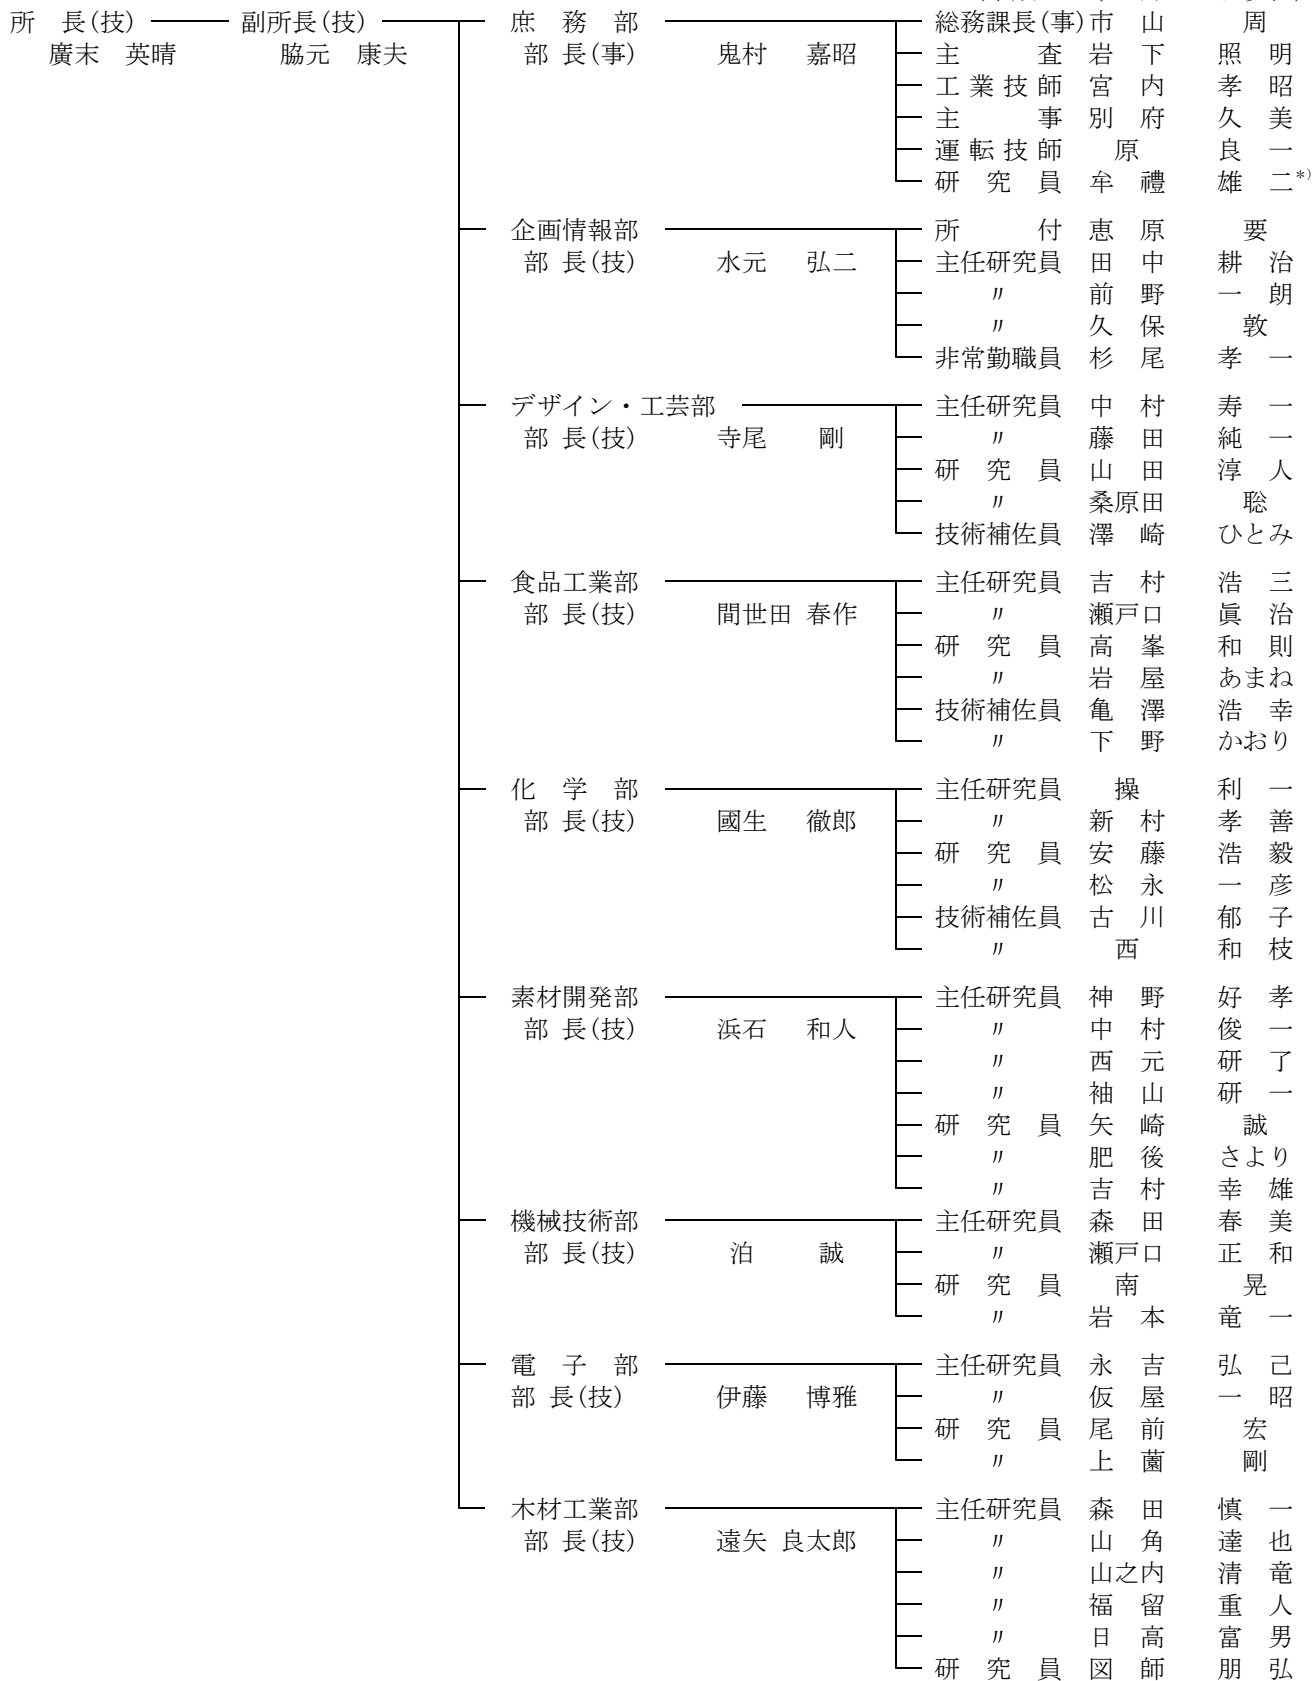 所　長(技) 副所長(技) 庶　務　部 総務課長(事) 市　山　周
廣末　英晴 脇元　康夫 部 長(事) 鬼村　嘉昭 主　査 岩　下　照　明
工業技師 宮　内　孝　昭
主　事 別　府　久　美
運転技師 原　良　一
研　究　員 牟　禮　雄　二*)
企画情報部 所　付 恵　原　要
部 長(技) 水元　弘二 主任研究員 田　中　耕　治
〃 前　野　一　朗
〃 久　保　敦
非常勤職員 杉　尾　孝　一
デザイン・工芸部 主任研究員 中　村　寿　一
部 長(技) 寺尾　剛 〃 藤　田　純　一
研　究　員 山　田　淳　人
〃 桑原田　聡
技術補佐員 澤　崎　ひとみ
食品工業部 主任研究員 吉　村　浩　三
部 長(技) 間世田 春作 〃 瀬戸口　眞　治
研　究　員 高　峯　和　則
〃 岩　屋　あまね
技術補佐員 亀　澤　浩　幸
〃 下　野　かおり
化　学　部 主任研究員 操　利　一
部 長(技) 國生　徹郎 〃 新　村　孝　善
研　究　員 安　藤　浩　毅
〃 松　永　一　彦
技術補佐員 古　川　郁　子
〃 西　和　枝
素材開発部 主任研究員 神　野　好　孝
部 長(技) 浜石　和人 〃 中　村　俊　一
〃 西　元　研　了
〃 袖　山　研　一
研　究　員 矢　崎　誠
〃 肥　後　さより
〃 吉　村　幸　雄
機械技術部 主任研究員 森　田　春　美
部 長(技) 泊　誠 〃 瀬戸口　正　和
研　究　員 南　晃
〃 岩　本　竜　一
電　子　部 主任研究員 永　吉　弘　己
部 長(技) 伊藤　博雅 〃 仮　屋　一　昭
研　究　員 尾　前　宏
〃 上　薗　剛
木材工業部 主任研究員 森　田　慎　一
部 長(技) 遠矢 良太郎 〃 山　角　達　也
〃 山之内　清　竜
〃 福　留　重　人
〃 日　高　富　男
研　究　員 図　師　朋　弘